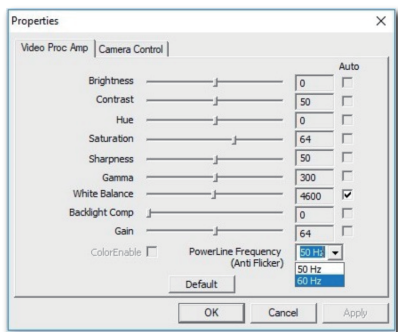 Properties
Video Proc Amp Camera Control
Auto
Brightness 0
Contrast 50
Hue 0
Saturation 64
Sharpness 50
Gamma 300
White Balance 4600
Backlight Comp 0
Gain 64
ColorEnable PowerLine Frequency 50 Hz
(Anti Flicker)
50 Hz
60 Hz
Default
OK Cancel Apply